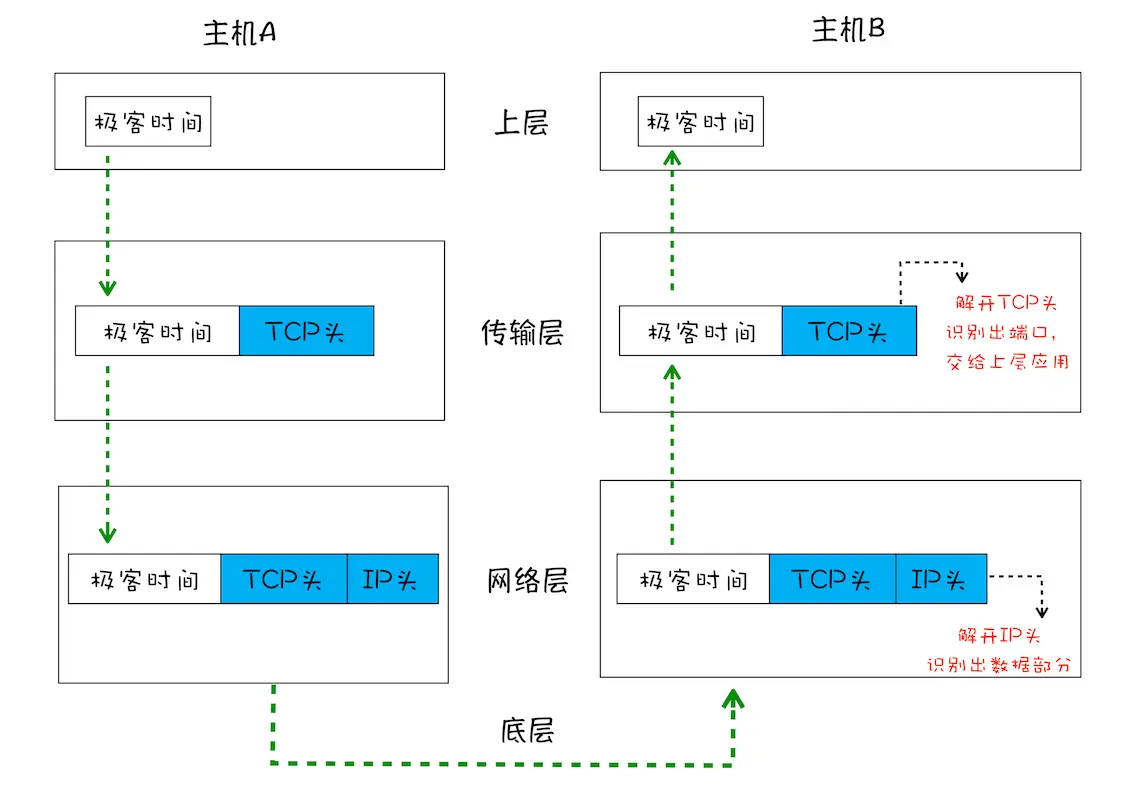 主机A
主机B
极客时间
上层
极客时间
极客时间
TCP头
传输层
极客时间
TCP头
解开TCP头
识别出端口,
交给上层应用
极客时间
TCP头
IP头
网络层
极客时间
TCP头
IP头
解开IP头
识别出数据部分
底层